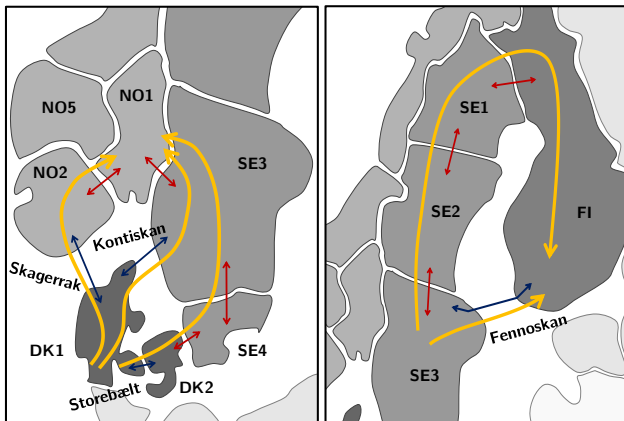 NO5
NO1
NO2
SE3
Kontiskan
Skagerrak
DK1
SE4
Storebælt
DK2
SE1
SE2
FI
Fennoskan
SE3